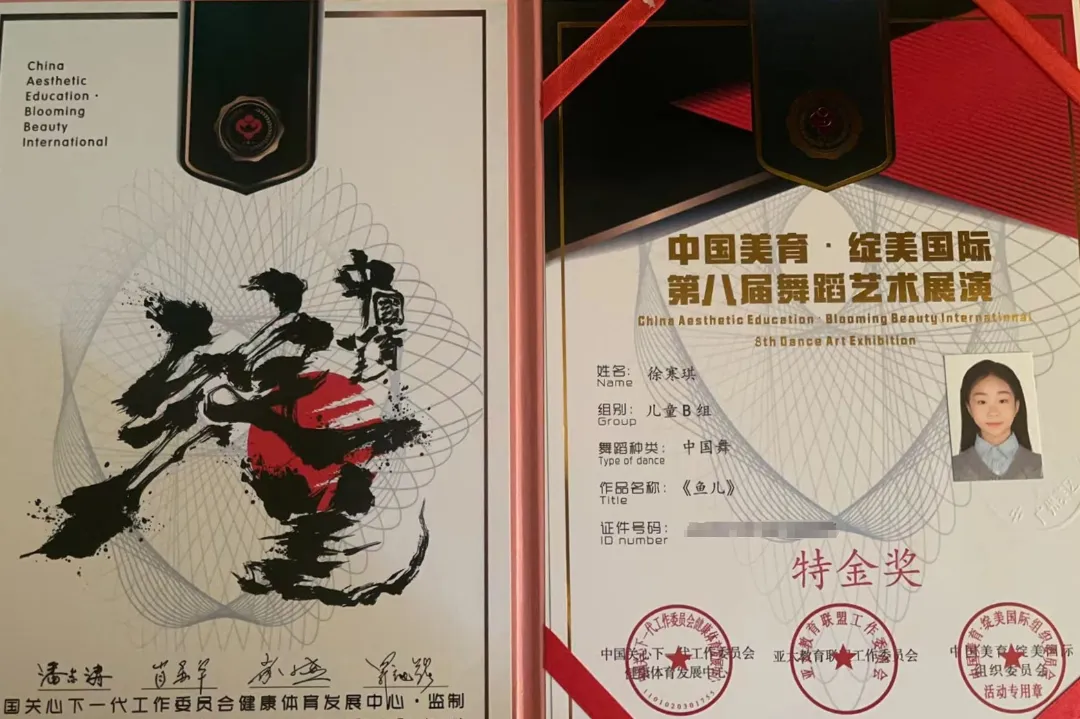 China
Aesthetic
Education·
Blooming
Beauty
International
中国
绽
国关心下一代工作委员会健康体育发展中心·监制
中国美育·绽美国际
第八届舞蹈艺术展演
China Aesthetic Education·Blooming Beauty International
8th Dance Art Exhibition
姓名: 徐寒琪
Name
组别: 儿童B组
Group
舞蹈种类: 中国舞
Type of dance
作品名称: 《鱼儿》
Title
证件号码:
ID number
特金奖
中国关心下一代工作委员会
健康体育发展中心
1101020301755
亚太教育联盟工作委员会
中国美育·绽美国际
组织委员会
活动专用章